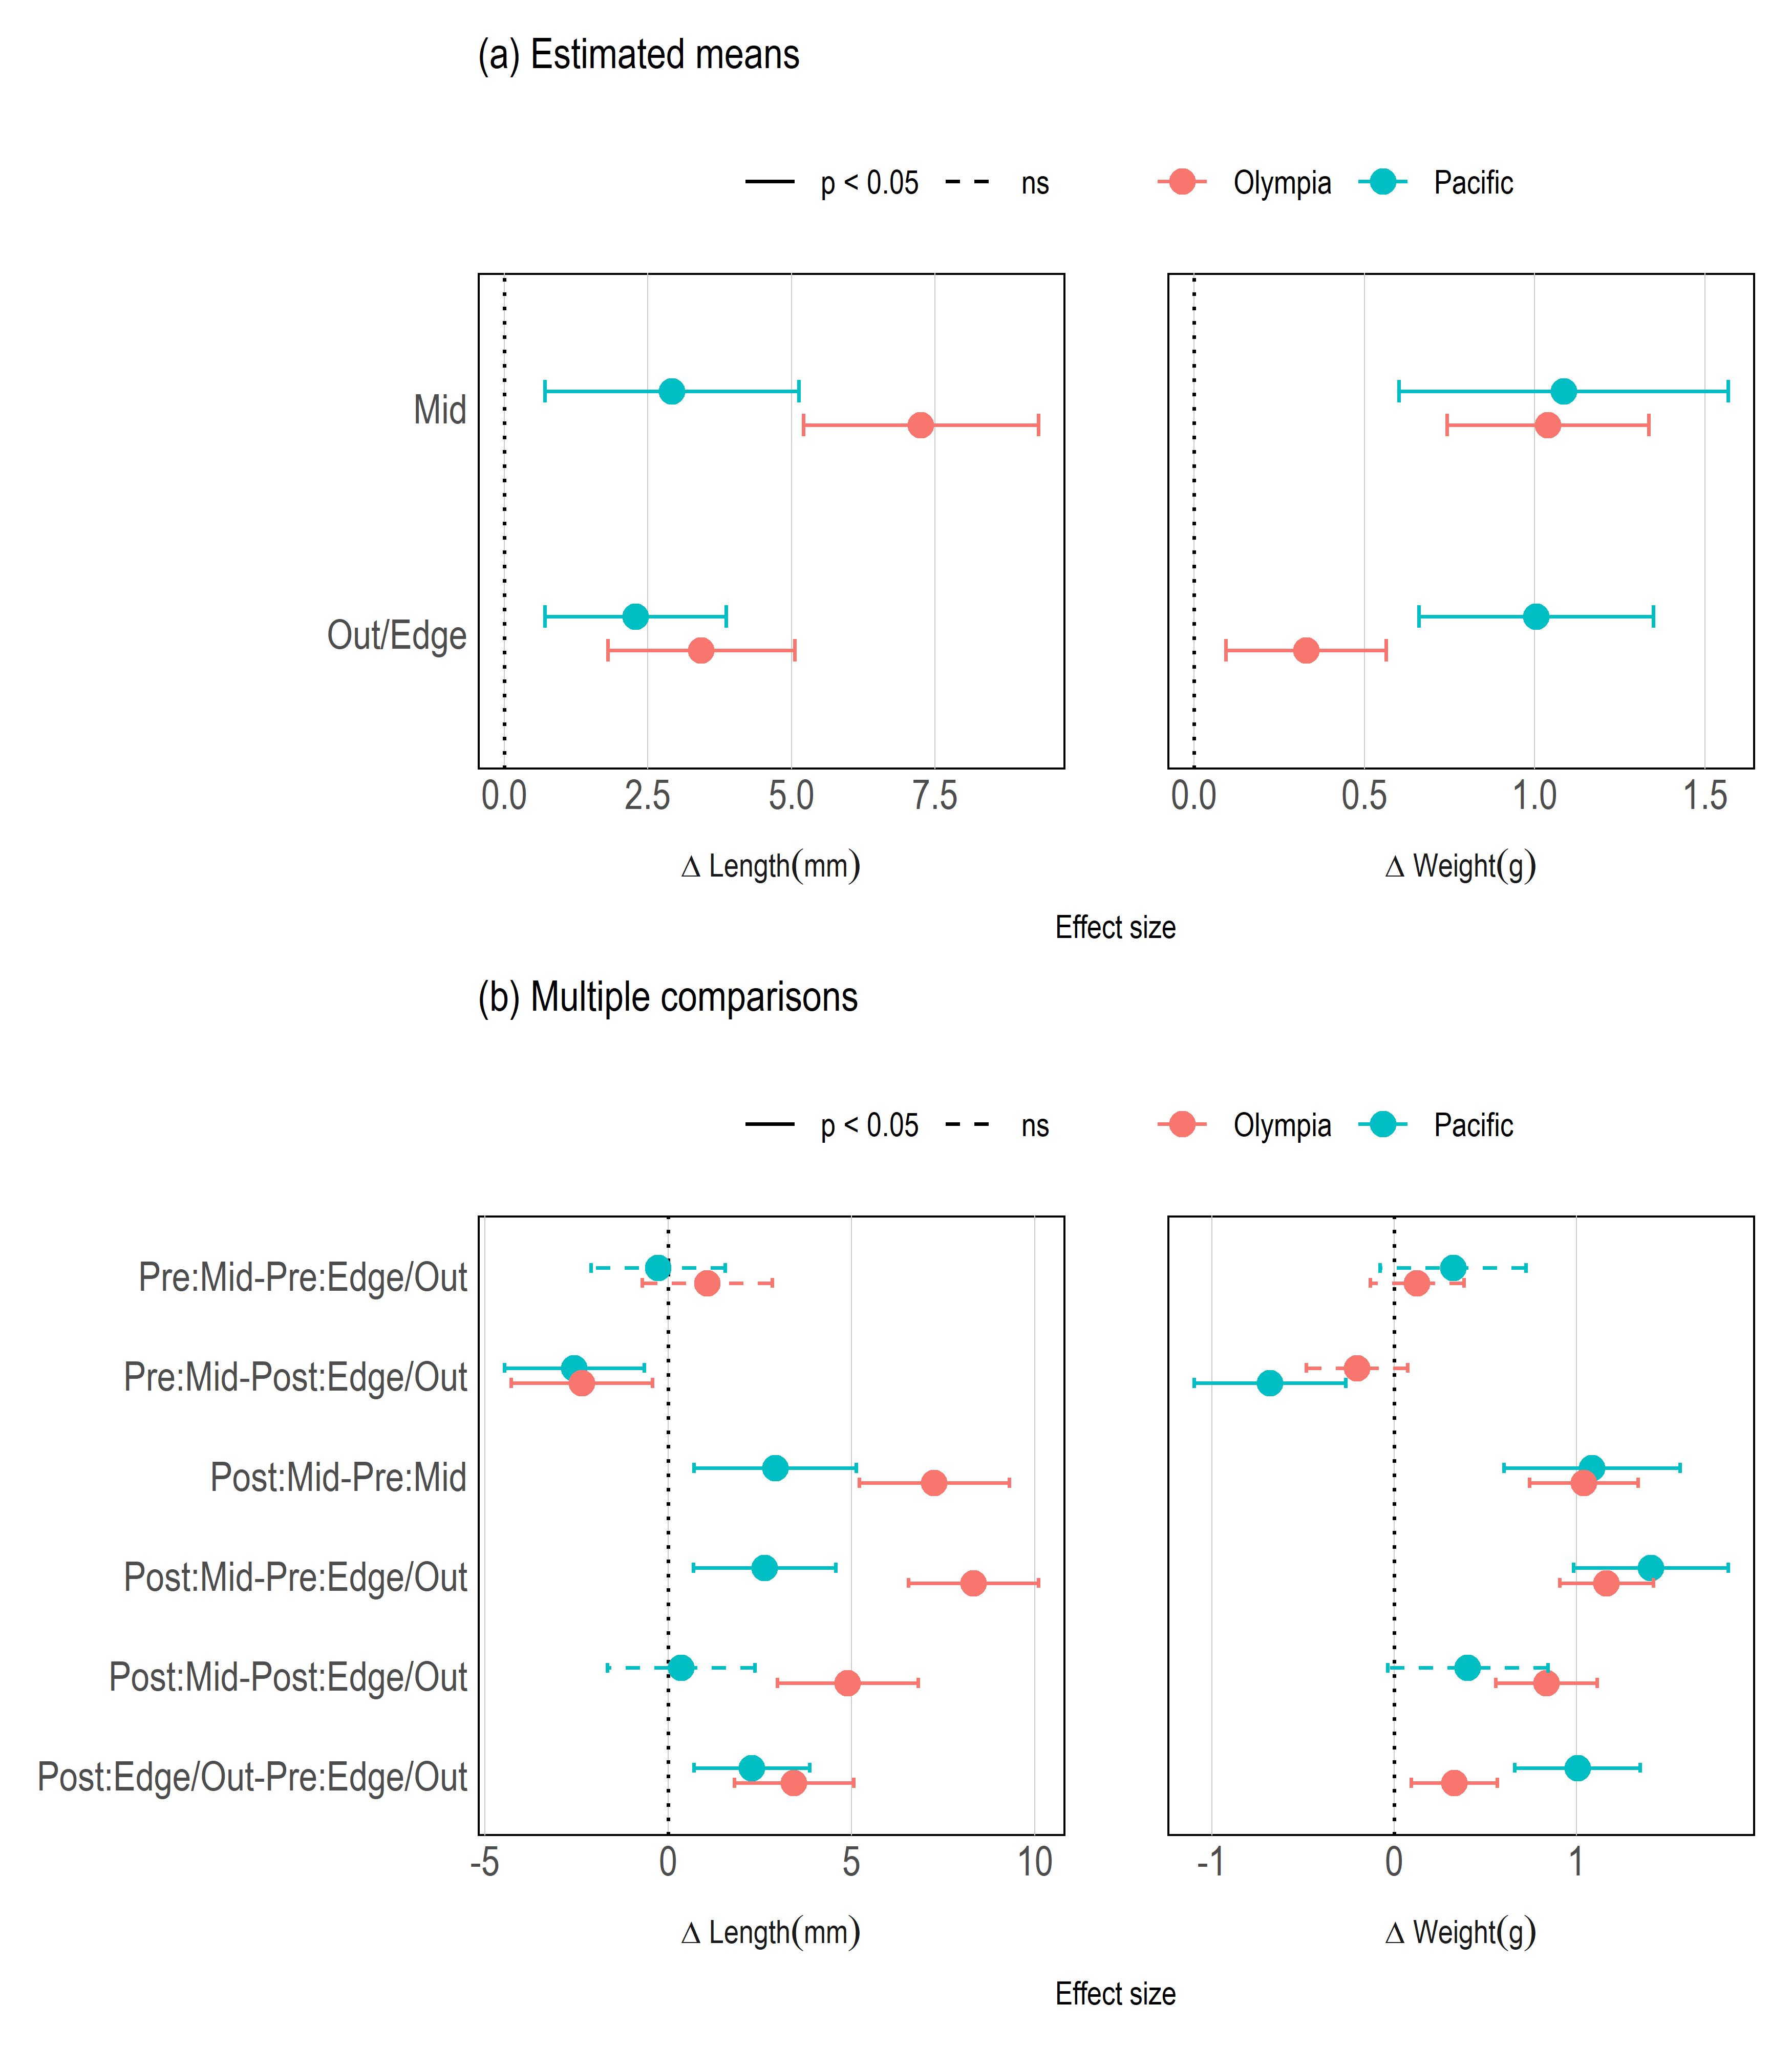 (a) Estimated means
p < 0.05 ns Olympia Pacific
Mid
Out/Edge
0.0 2.5 5.0 7.5 0.0 0.5 1.0 1.5
Δ Length(mm) Δ Weight(g)
Effect size
(b) Multiple comparisons
p < 0.05 ns Olympia Pacific
Pre:Mid-Pre:Edge/Out
Pre:Mid-Post:Edge/Out
Post:Mid-Pre:Mid
Post:Mid-Pre:Edge/Out
Post:Mid-Post:Edge/Out
Post:Edge/Out-Pre:Edge/Out
-5 0 5 10 -1 0 1
Δ Length(mm) Δ Weight(g)
Effect size